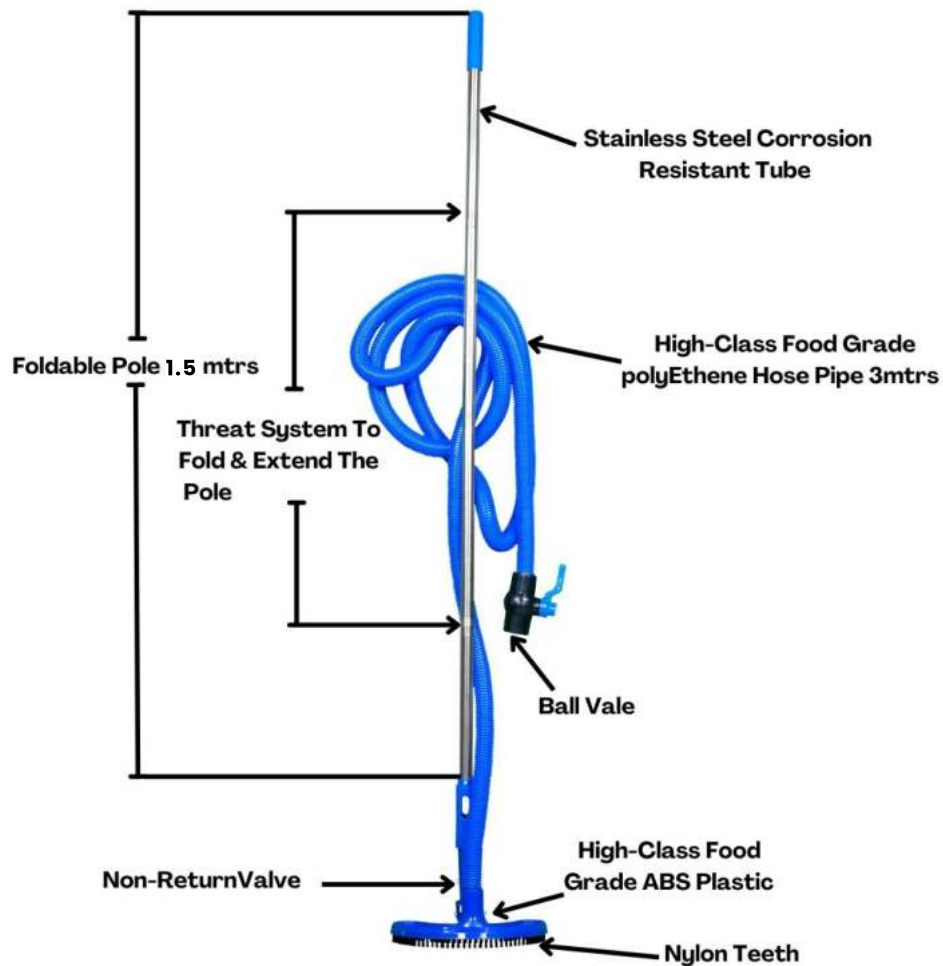 Stainless Steel Corrosion
Resistant Tube
High-Class Food Grade
polyEthene Hose Pipe 3mtrs
Foldable Pole 1.5 mtrs
Threat System To
Fold & Extend The
Pole
Ball Vale
High-Class Food
Grade ABS Plastic
Non-ReturnValve
Nylon Teeth